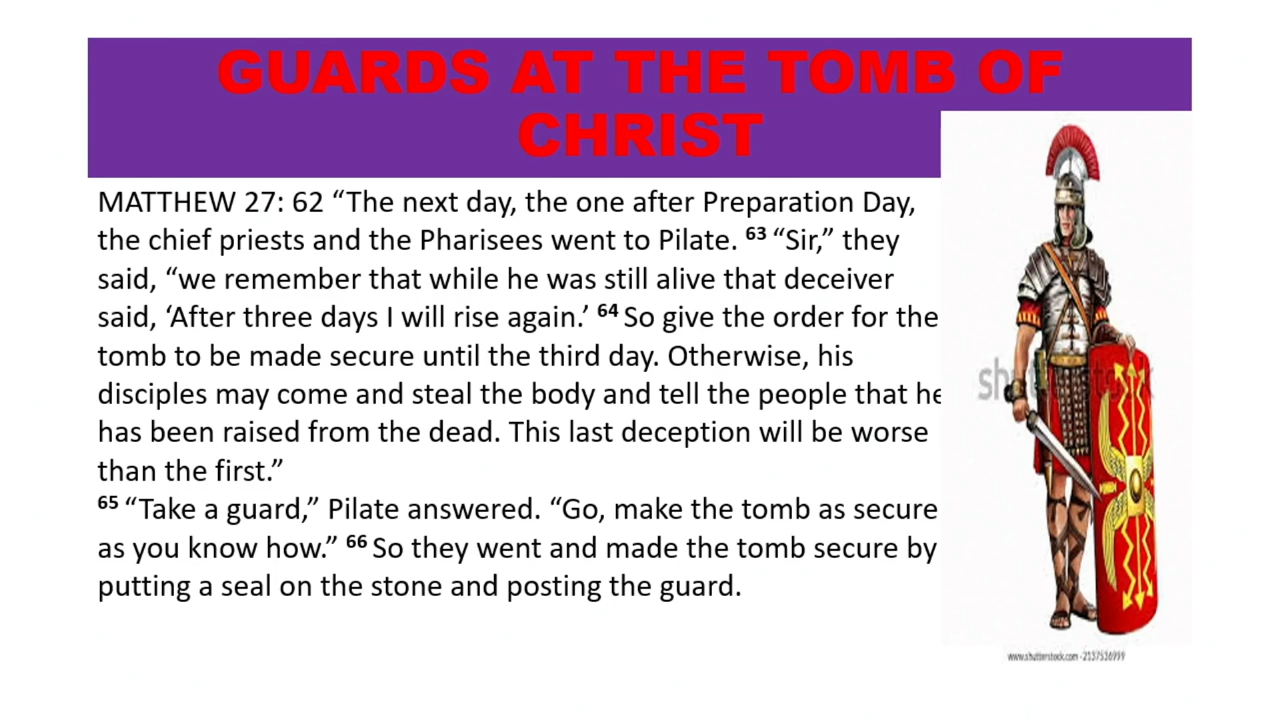 GUARDS AT THE TOMB OF
CHRIST
MATTHEW 27: 62 “The next day, the one after Preparation Day,
the chief priests and the Pharisees went to Pilate. 63 “Sir,” they
said, “we remember that while he was still alive that deceiver
said, ‘After three days I will rise again.’ 64 So give the order for the
tomb to be made secure until the third day. Otherwise, his
disciples may come and steal the body and tell the people that he
has been raised from the dead. This last deception will be worse
than the first.”
65 “Take a guard,” Pilate answered. “Go, make the tomb as secure
as you know how.” 66 So they went and made the tomb secure by
putting a seal on the stone and posting the guard.
shutterstock
www.shutterstock.com · 2137536999